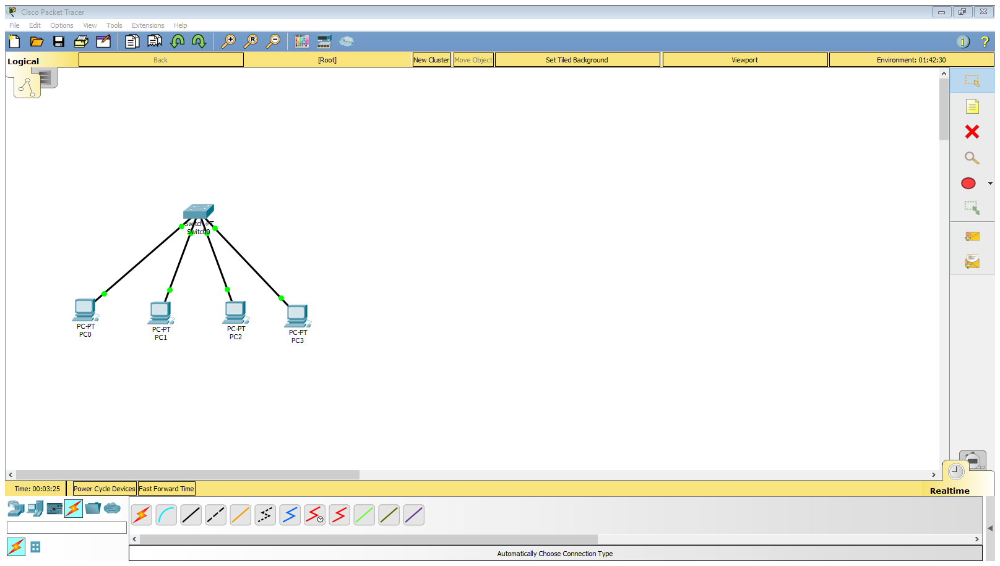 Cisco Packet Tracer
File Edit Options View Tools Extensions Help
Logical Back [Root] New Cluster Move Object Set Tiled Background Viewport Environment: 01:42:30
Switch-PT
Switch0
PC-PT
PC0
PC-PT
PC1
PC-PT
PC2
PC-PT
PC3
Time: 00:03:25 Power Cycle Devices Fast Forward Time
Realtime
Automatically Choose Connection Type